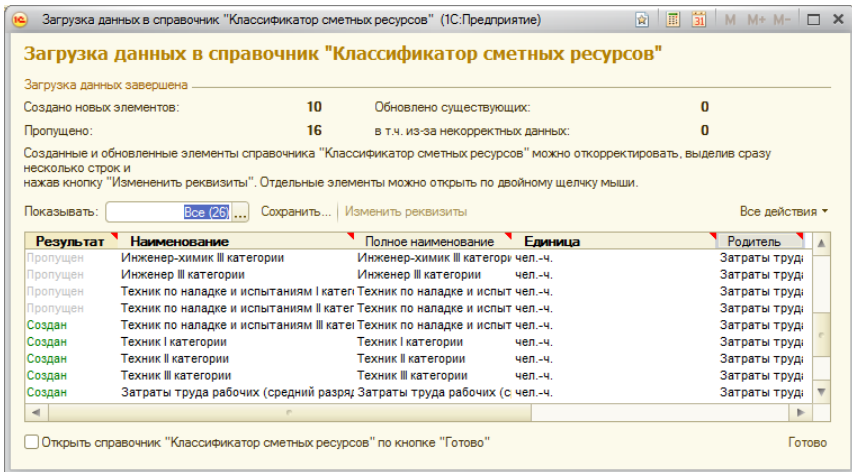 Загрузка данных в справочник "Классификатор сметных ресурсов" (1С:Предприятие)
31 M M+ M-
Загрузка данных в справочник "Классификатор сметных ресурсов"
Загрузка данных завершена
Создано новых элементов: 10 Обновлено существующих: 0
Пропущено: 16 в т.ч. из-за некорректных данных: 0
Созданные и обновленные элементы справочника "Классификатор сметных ресурсов" можно откорректировать, выделив сразу
несколько строк и
нажав кнопку "Измененить реквизиты". Отдельные элементы можно открыть по двойному щелчку мыши.
Показывать: Все (26) ... Сохранить... Изменить реквизиты Все действия
Результат Наименование Полное наименование Единица Родитель
Пропущен Инженер-химик III категории Инженер-химик III категори чел.-ч. Затраты труда
Пропущен Инженер III категории Инженер III категории чел.-ч. Затраты труда
Пропущен Техник по наладке и испытаниям I катего Техник по наладке и испыт чел.-ч. Затраты труда
Пропущен Техник по наладке и испытаниям II катег Техник по наладке и испыт чел.-ч. Затраты труда
Создан Техник по наладке и испытаниям III кате Техник по наладке и испыт чел.-ч. Затраты труда
Создан Техник I категории Техник I категории чел.-ч. Затраты труда
Создан Техник II категории Техник II категории чел.-ч. Затраты труда
Создан Техник III категории Техник III категории чел.-ч. Затраты труда
Создан Затраты труда рабочих (средний разряд Затраты труда рабочих (с чел.-ч. Затраты труда
Открыть справочник "Классификатор сметных ресурсов" по кнопке "Готово" Готово